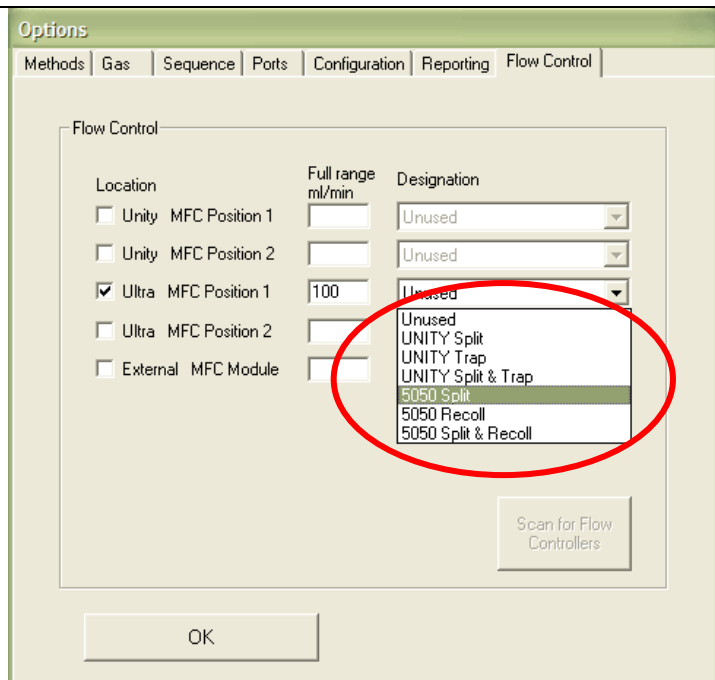 Options
Methods Gas Sequence Ports Configuration Reporting Flow Control
Flow Control
Location
Full range
ml/min
Designation
Unity MFC Position 1
Unused
Unity MFC Position 2
Unused
Ultra MFC Position 1
100
Unused
Ultra MFC Position 2
External MFC Module
Unused
UNITY Split
UNITY Trap
UNITY Split & Trap
5050 Split
5050 Recoll
5050 Split & Recoll
Scan for Flow
Controllers
OK